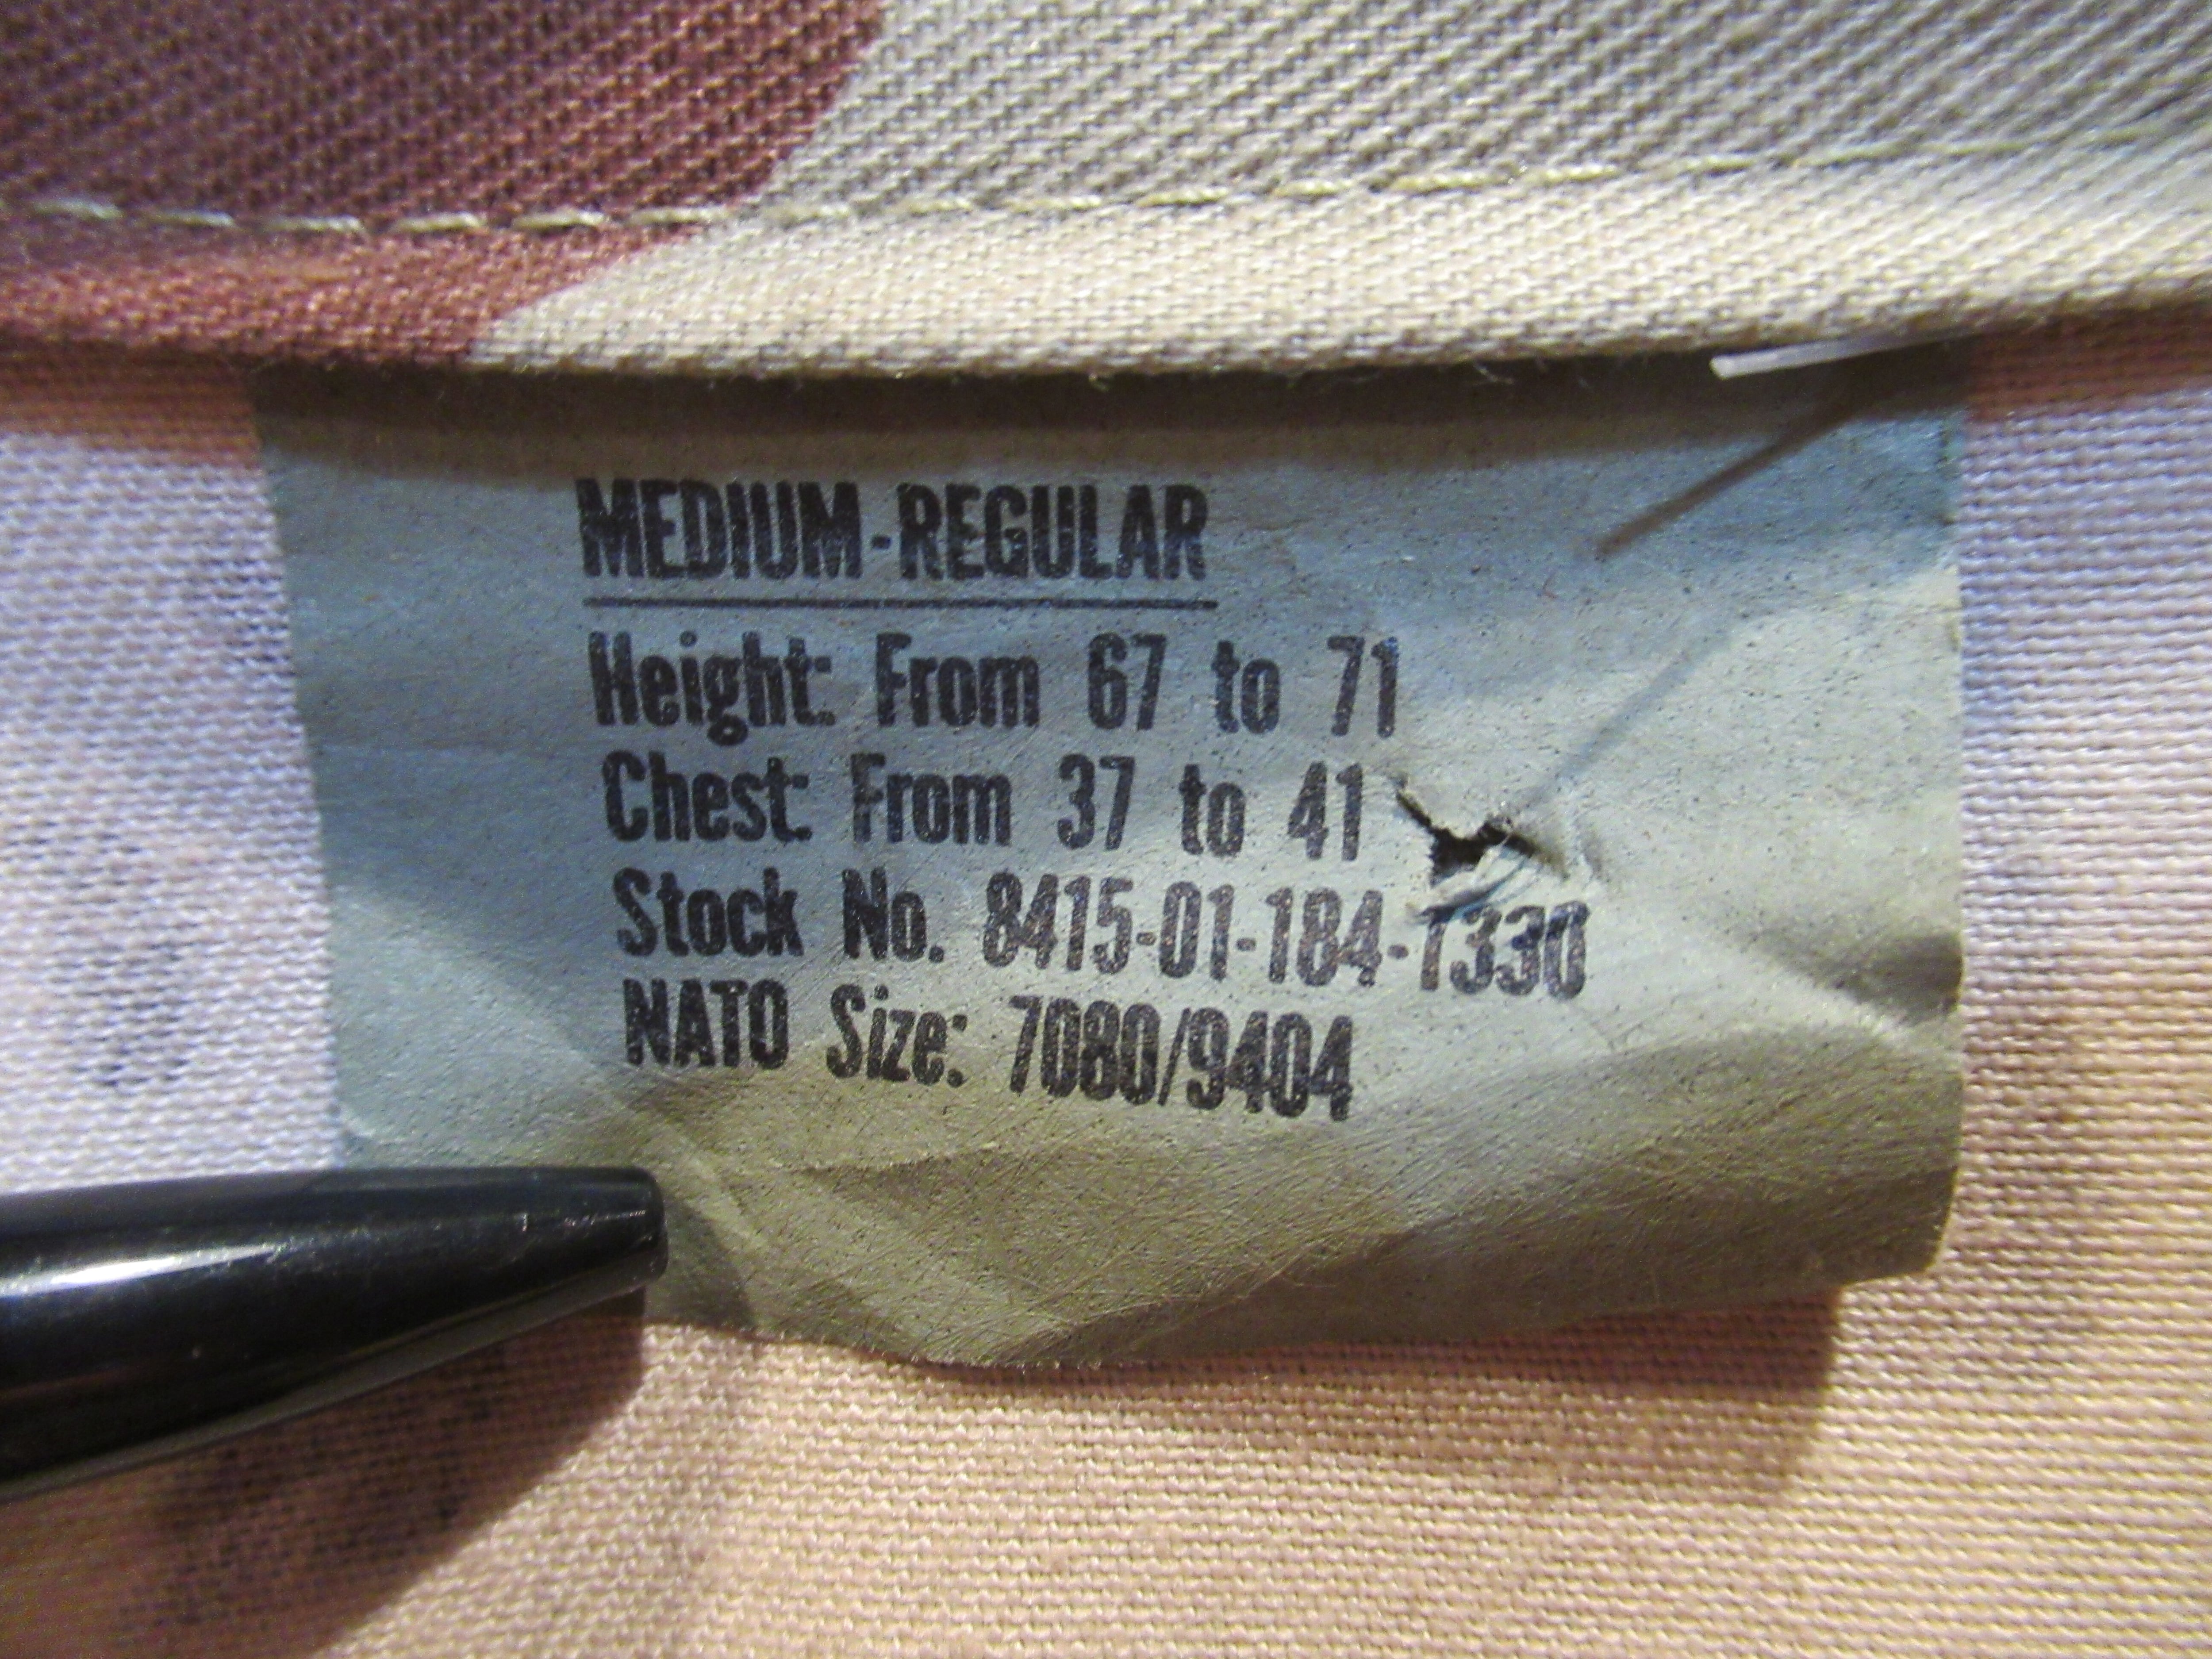 MEDIUM-REGULAR
Height: From 67 to 71
Chest: From 37 to 41
Stock No. 8415-01-184-1330
NATO Size: 7080/9404